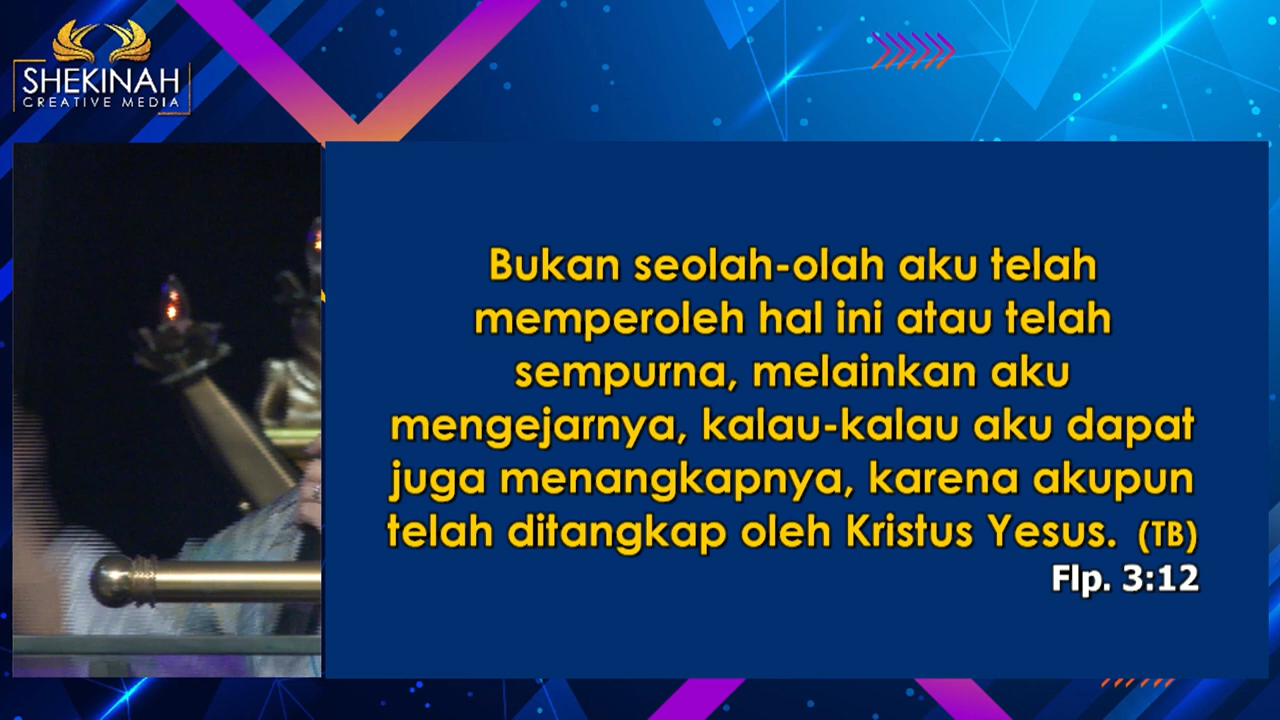 SHEKINAH
CREATIVE MEDIA
Bukan seolah-olah aku telah
memperoleh hal ini atau telah
sempurna, melainkan aku
mengejarnya, kalau-kalau aku dapat
juga menangkapnya, karena akupun
telah ditangkap oleh Kristus Yesus. (TB)
Flp. 3:12